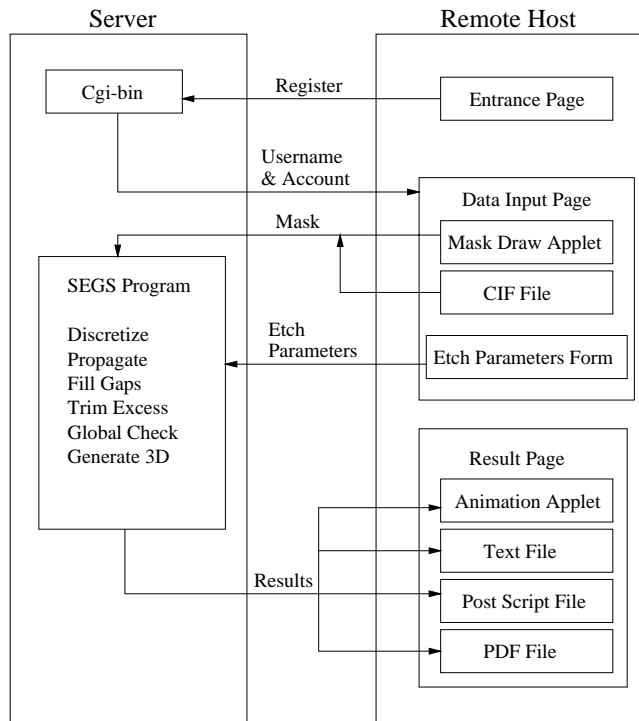 Server
Remote Host
Cgi-bin
Register
Entrance Page
Username
& Account
Data Input Page
Mask
Mask Draw Applet
CIF File
SEGS Program
Discretize
Propagate
Fill Gaps
Trim Excess
Global Check
Generate 3D
Etch
Parameters
Etch Parameters Form
Result Page
Animation Applet
Text File
Results
Post Script File
PDF File